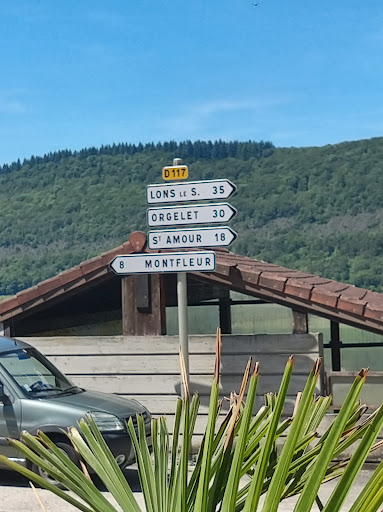 D117
LONS LE S. 35
ORGELET 30
ST AMOUR 18
8 MONTFLEUR